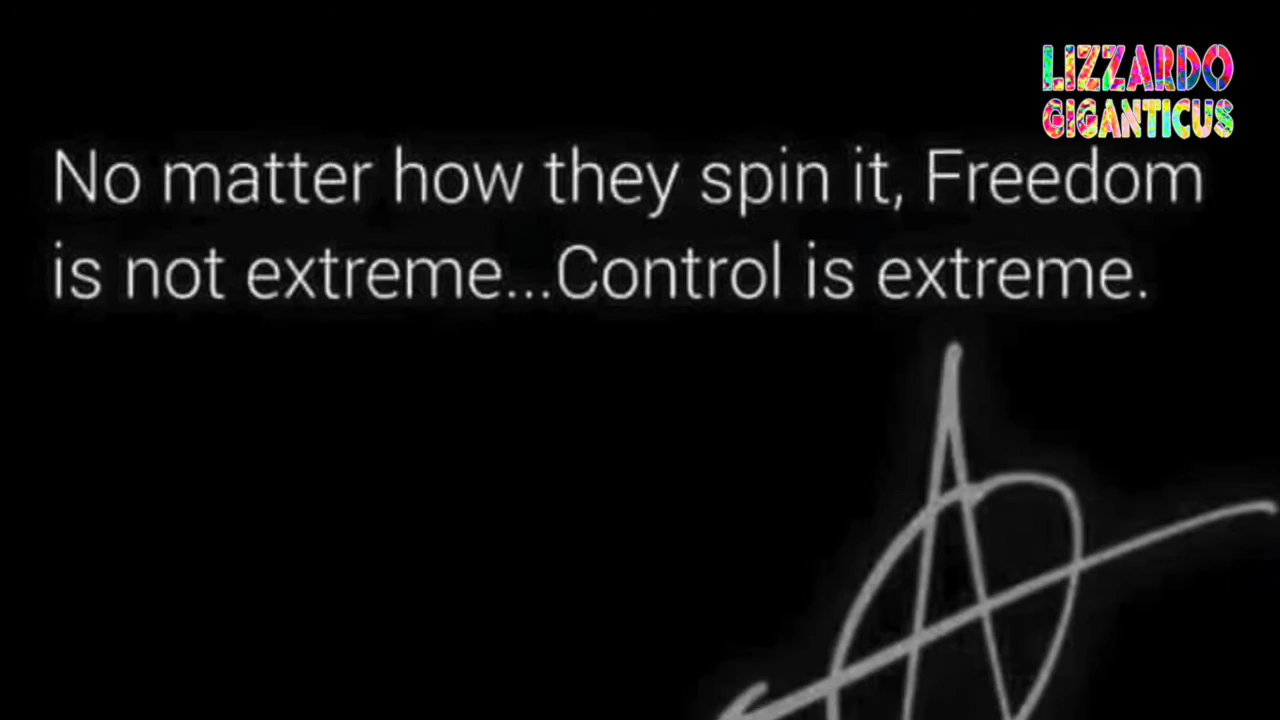 LIZZARDO
GIGANTICUS
No matter how they spin it, Freedom
is not extreme...Control is extreme.